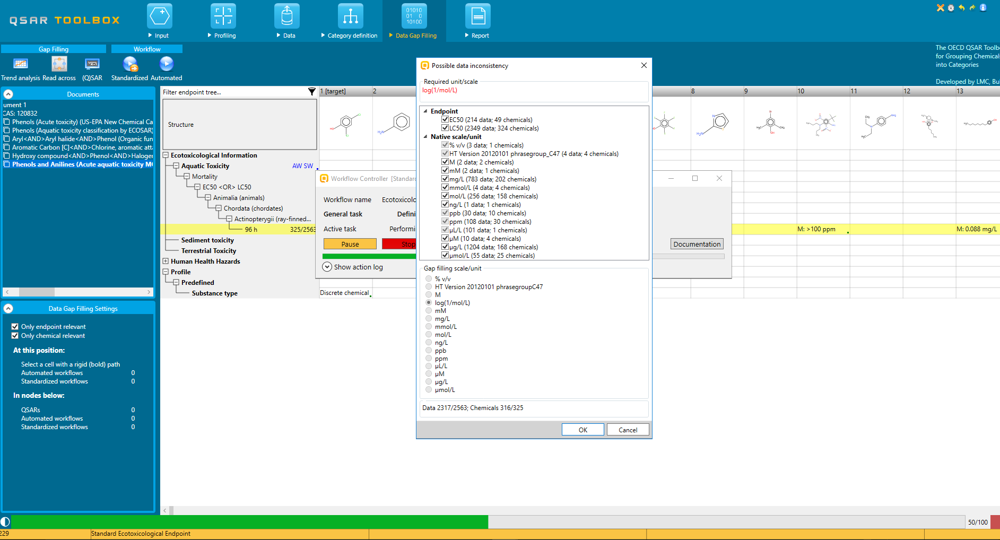 QSAR TOOLBOX
Input
Profiling
Data
Category definition
Data Gap Filling
01010
01 0
10100
Report
Gap Filling
Workflow
Trend analysis
Read across
(Q)SAR
Standardized
Automated
The OECD QSAR Toolbo
for Grouping Chemical
into Categories
Developed by LMC, Bul
Documents
ument 1
CAS: 120832
Phenols (Acute toxicity) (US-EPA New Chemical Ca
Phenols (Aquatic toxicity classification by ECOSAR)
Aryl<AND>Aryl halide<AND>Phenol (Organic fun
Aromatic Carbon [C]<AND>Chlorine, aromatic atta
Hydroxy compound<AND>Phenol<AND>Halogen
Phenols and Anilines (Acute aquatic toxicity MO
Data Gap Filling Settings
Only endpoint relevant
Only chemical relevant
At this position:
Select a cell with a rigid (bold) path
Automated workflows 0
Standardized workflows 0
In nodes below:
QSARs 0
Automated workflows 0
Standardized workflows 0
Filter endpoint tree...
1 [target]
2
8
9
10
11
12
13
Structure
Ecotoxicological Information
Aquatic Toxicity AW SW
Mortality
EC50 <OR> LC50
Animalia (animals)
Chordata (chordates)
Actinopterygii (ray-finned...
96 h 325/2563
M: >100 ppm
M: 0.088 mg/L
Sediment toxicity
Terrestrial Toxicity
Human Health Hazards
Profile
Predefined
Substance type
Discrete chemical
Workflow Controller [Standar
Workflow name Ecotoxicolo
General task Defini
Active task Performi
Pause
Stop
Documentation
Show action log
Possible data inconsistency
Required unit/scale
log(1/mol/L)
Endpoint
EC50 (214 data; 49 chemicals)
LC50 (2349 data; 324 chemicals)
Native scale/unit
% v/v (3 data; 1 chemicals)
HT Version 20120101 phrasegroup_C47 (4 data; 4 chemicals)
M (2 data; 2 chemicals)
mM (2 data; 1 chemicals)
mg/L (783 data; 202 chemicals)
mmol/L (4 data; 4 chemicals)
mol/L (256 data; 158 chemicals)
ng/L (1 data; 1 chemicals)
ppb (30 data; 10 chemicals)
ppm (108 data; 30 chemicals)
µL/L (101 data; 1 chemicals)
µM (10 data; 4 chemicals)
µg/L (1204 data; 168 chemicals)
µmol/L (55 data; 25 chemicals)
Gap filling scale/unit
% v/v
HT Version 20120101 phrasegroupC47
M
log(1/mol/L)
mM
mg/L
mmol/L
mol/L
ng/L
ppb
ppm
µL/L
µM
µg/L
µmol/L
Data 2317/2563; Chemicals 316/325
OK
Cancel
50/100
229
Standard Ecotoxicological Endpoint